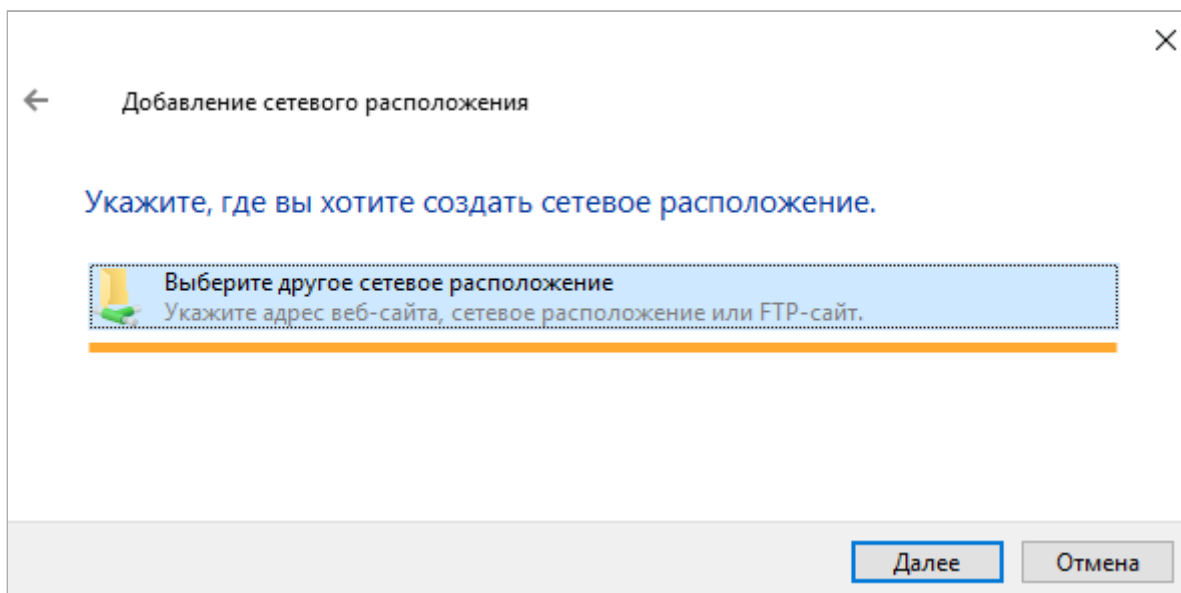 Добавление сетевого расположения
Укажите, где вы хотите создать сетевое расположение.
Выберите другое сетевое расположение
Укажите адрес веб-сайта, сетевое расположение или FTP-сайт.
Далее
Отмена